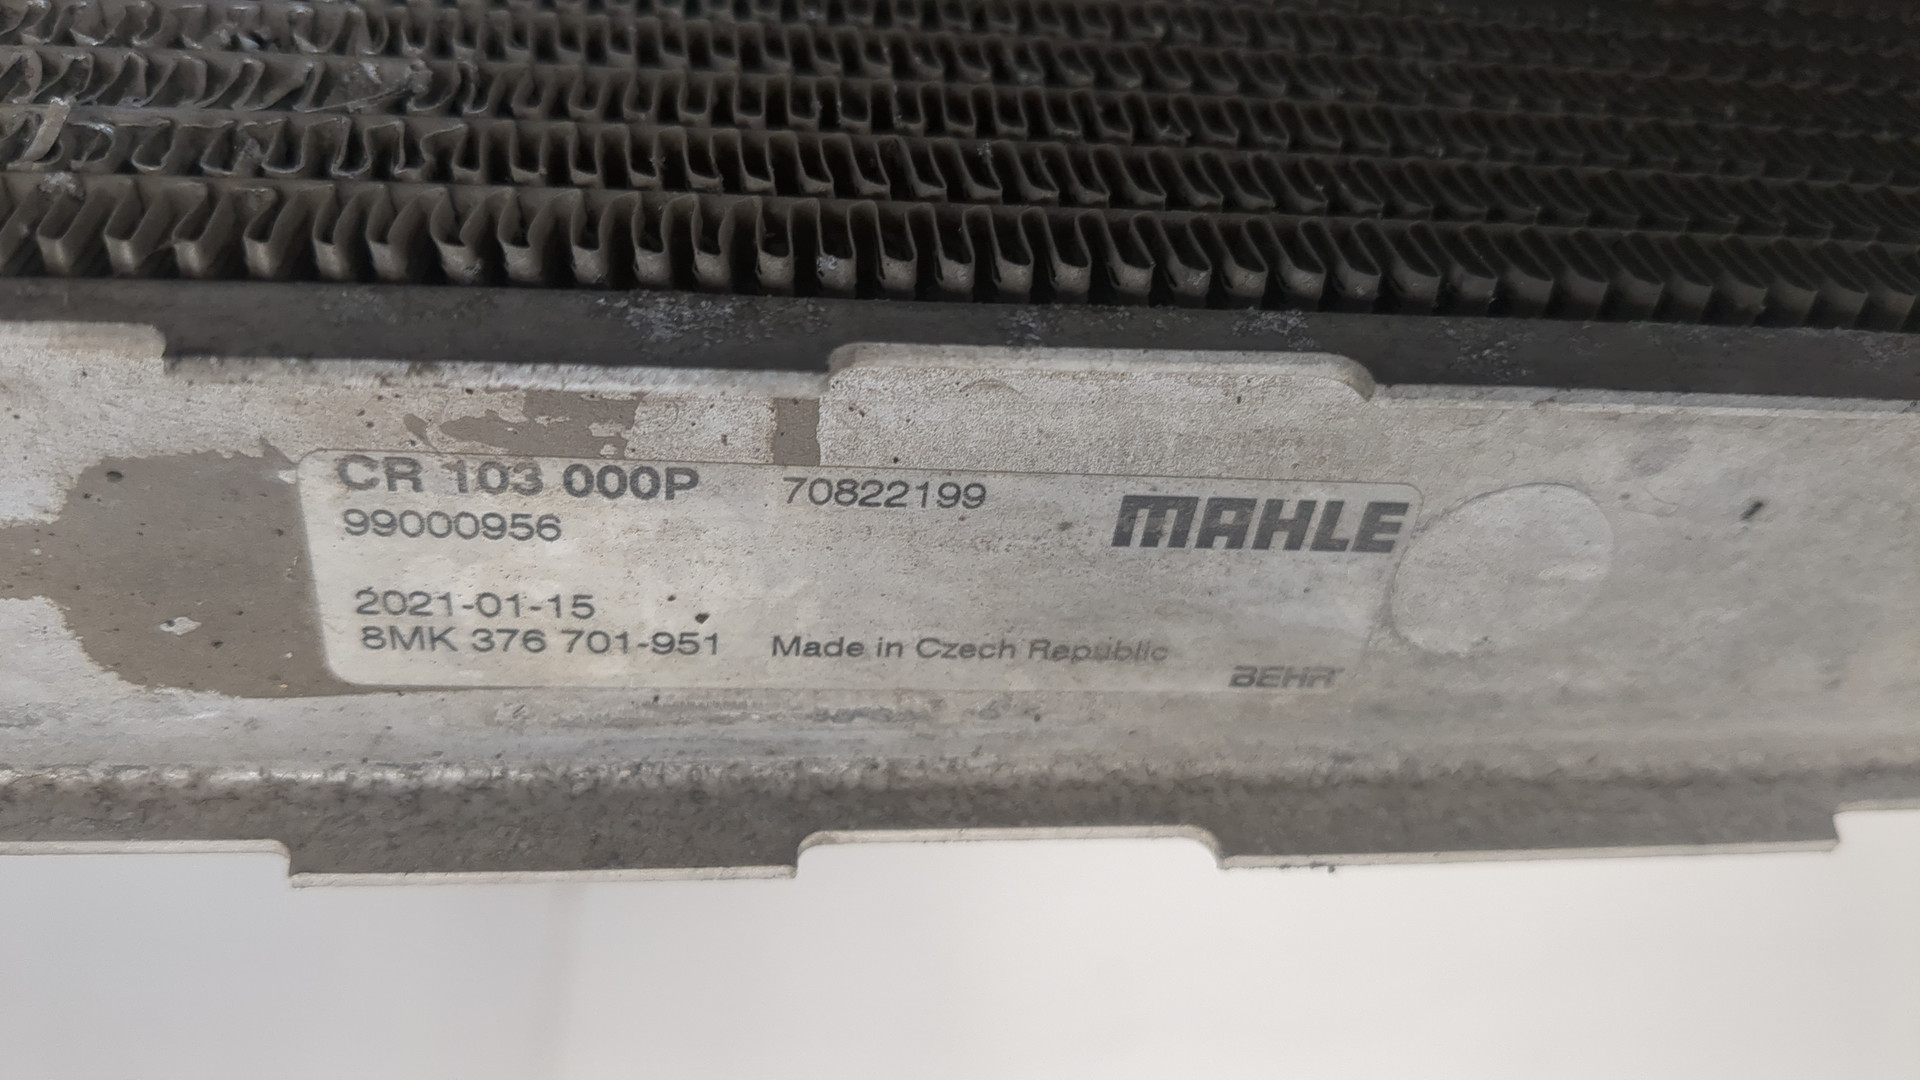 CR 103 000P 70822199
MAHLE
99000956
2021-01-15
8MK 376 701-951 Made in Czech Republic
BEHR